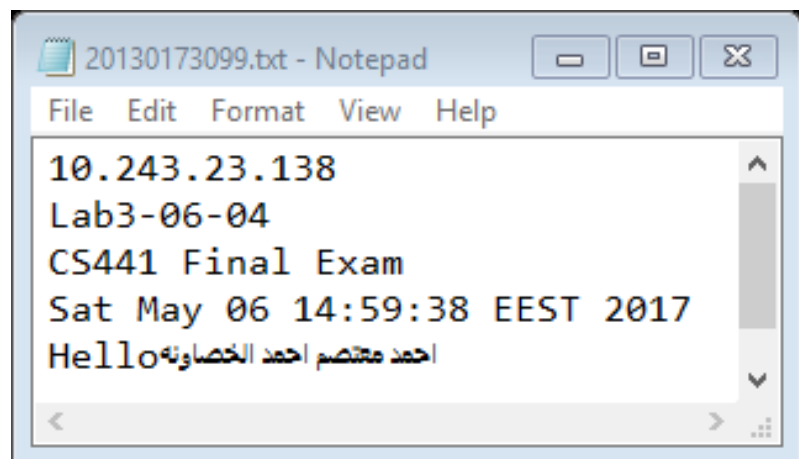 20130173099.txt - Notepad
File Edit Format View Help
10.243.23.138
Lab3-06-04
CS441 Final Exam
Sat May 06 14:59:38 EEST 2017
Helloاحمد معتصم احمد الخصاونه